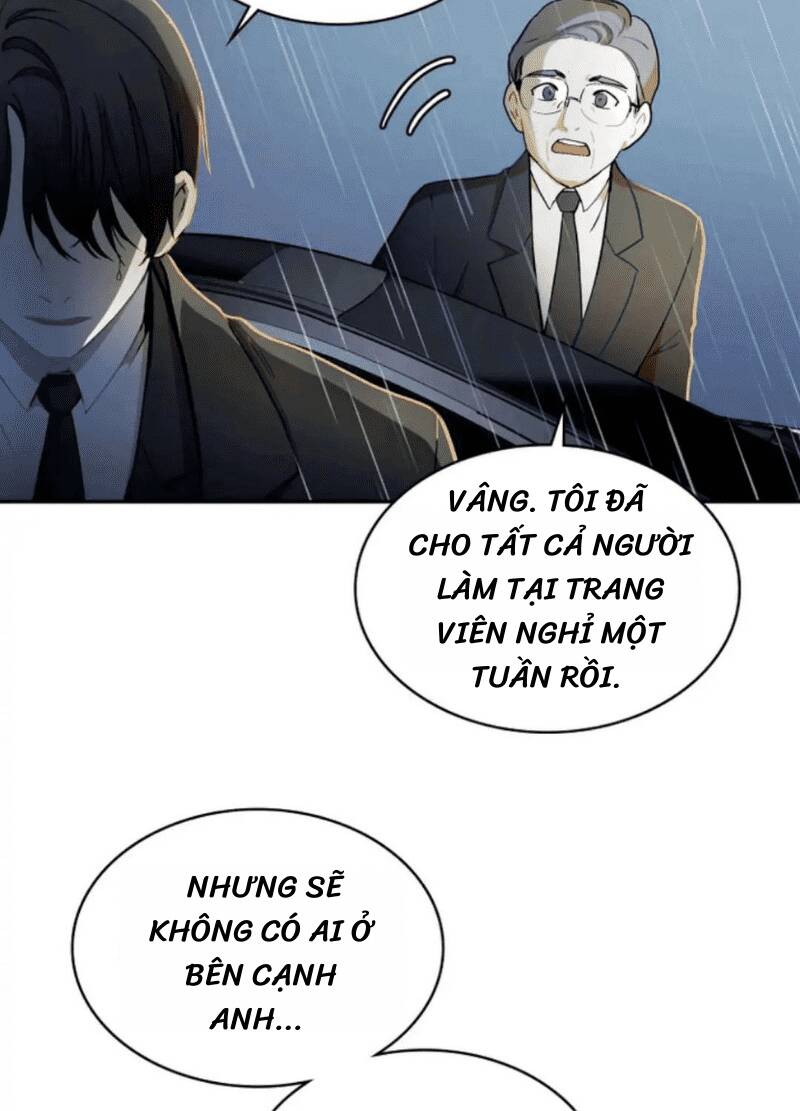 VÂNG. TÔI ĐÃ
CHO TẤT CẢ NGƯỜI
LÀM TẠI TRANG
VIÊN NGHỈ MỘT
TUẦN RỒI.
NHƯNG SẼ
KHÔNG CÓ AI Ở
BÊN CẠNH
ANH...